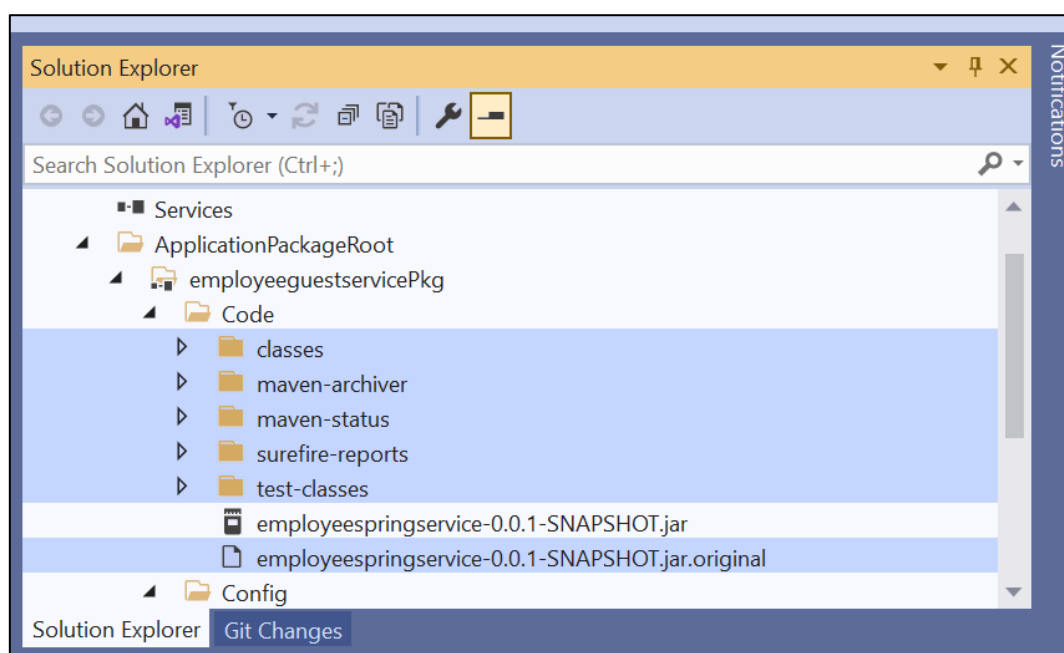 Solution Explorer
Search Solution Explorer (Ctrl+;)
Services
ApplicationPackageRoot
employeeguestservicePkg
Code
classes
maven-archiver
maven-status
surefire-reports
test-classes
employeespringservice-0.0.1-SNAPSHOT.jar
employeespringservice-0.0.1-SNAPSHOT.jar.original
Config
Solution Explorer Git Changes
Notifications